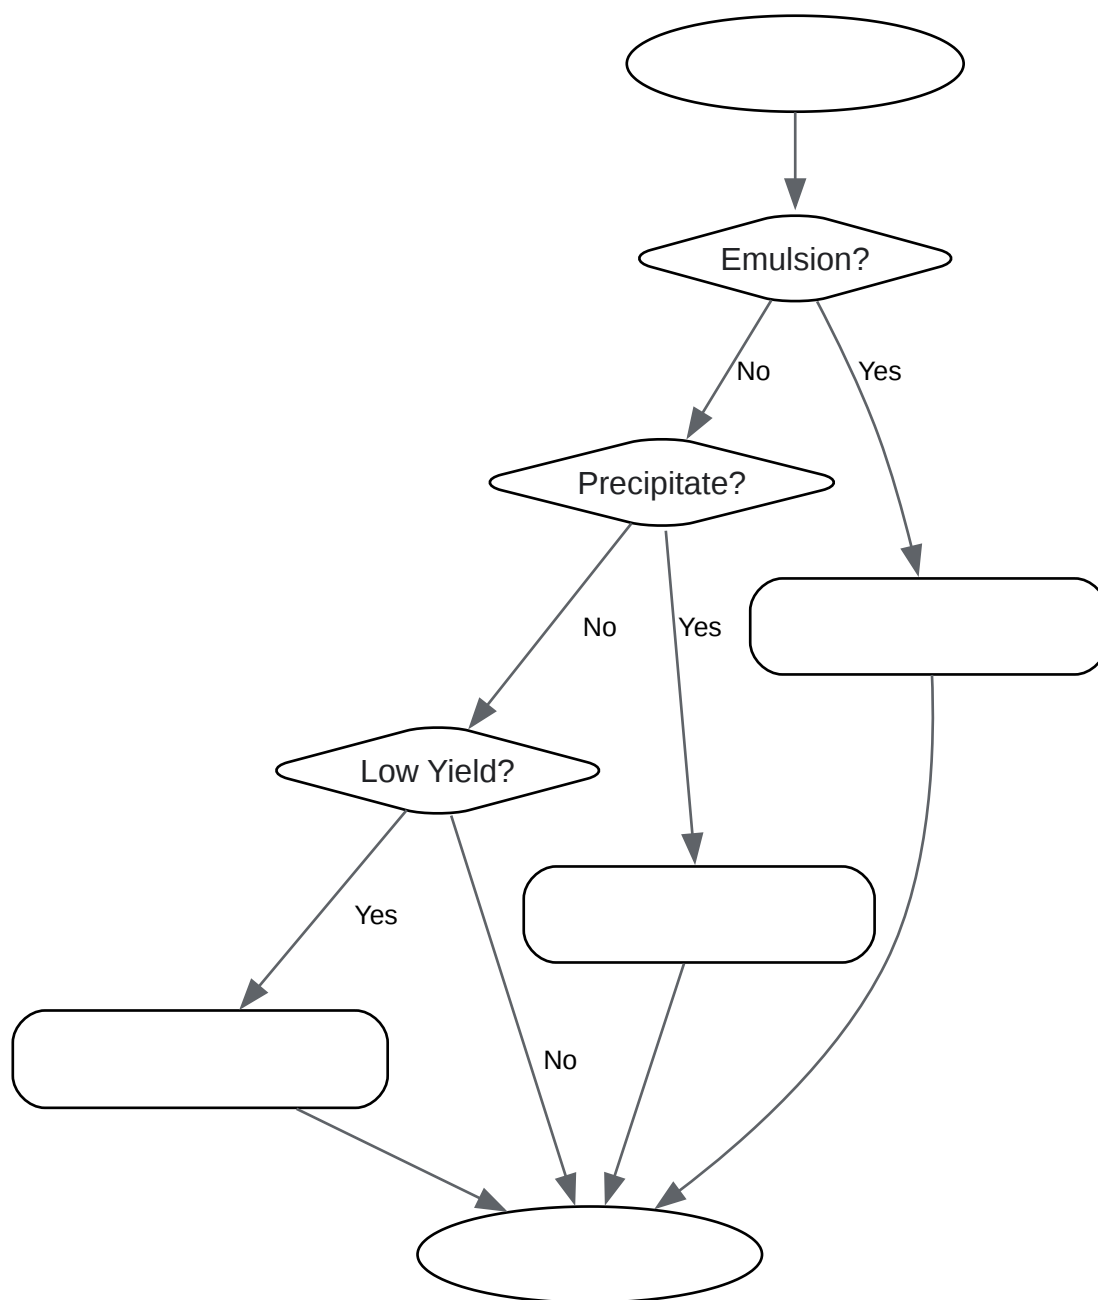 Emulsion?
No
Yes
Precipitate?
No
Yes
Low Yield?
Yes
No